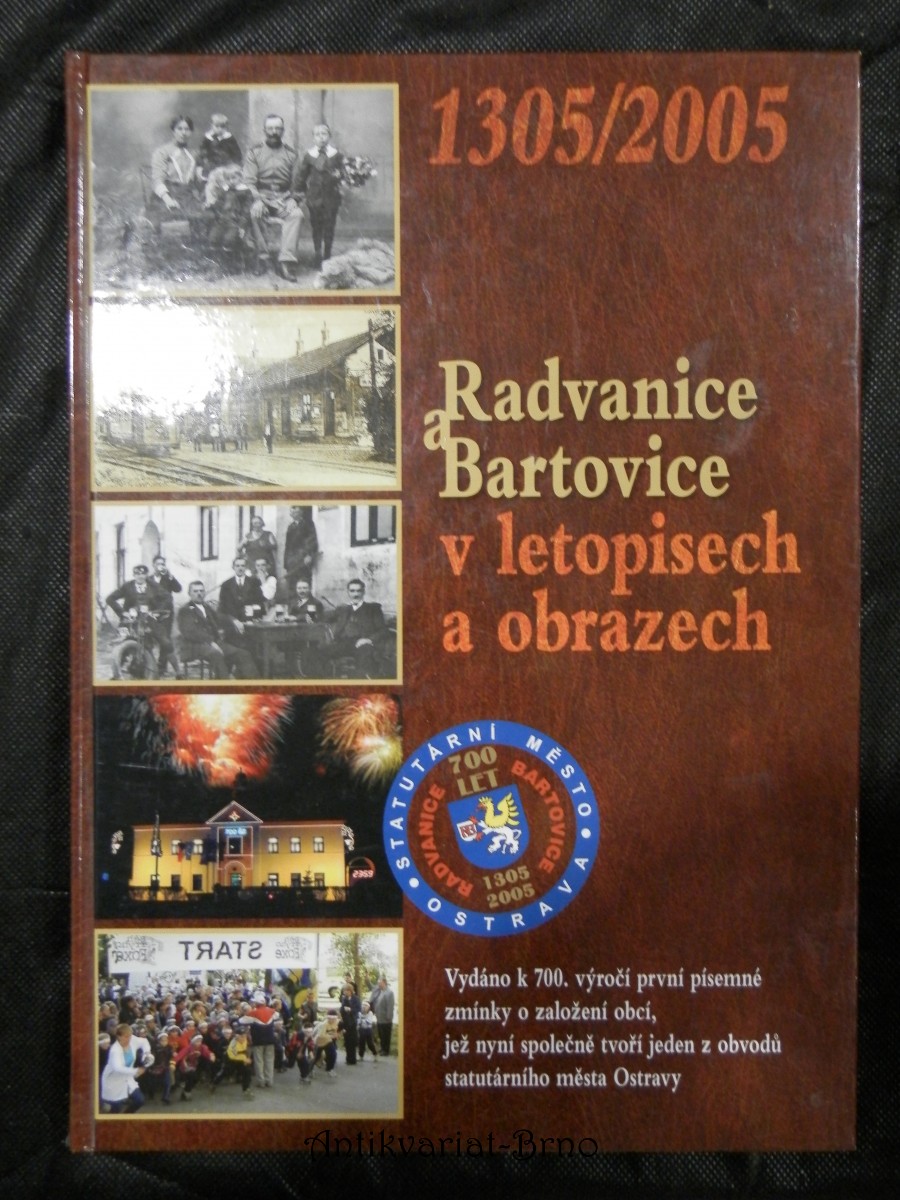 1305/2005
Radvanice
a
Bartovice
v letopisech
a obrazech
STATUTÁRNÍ MĚSTO
OSTRAVA
700
LET
RADVANICE
BARTOVICE
1305
2005
START
Vydáno k 700. výročí první písemné
zmínky o založení obcí,
jež nyní společně tvoří jeden z obvodů
statutárního města Ostravy
Antikvariat-Brno